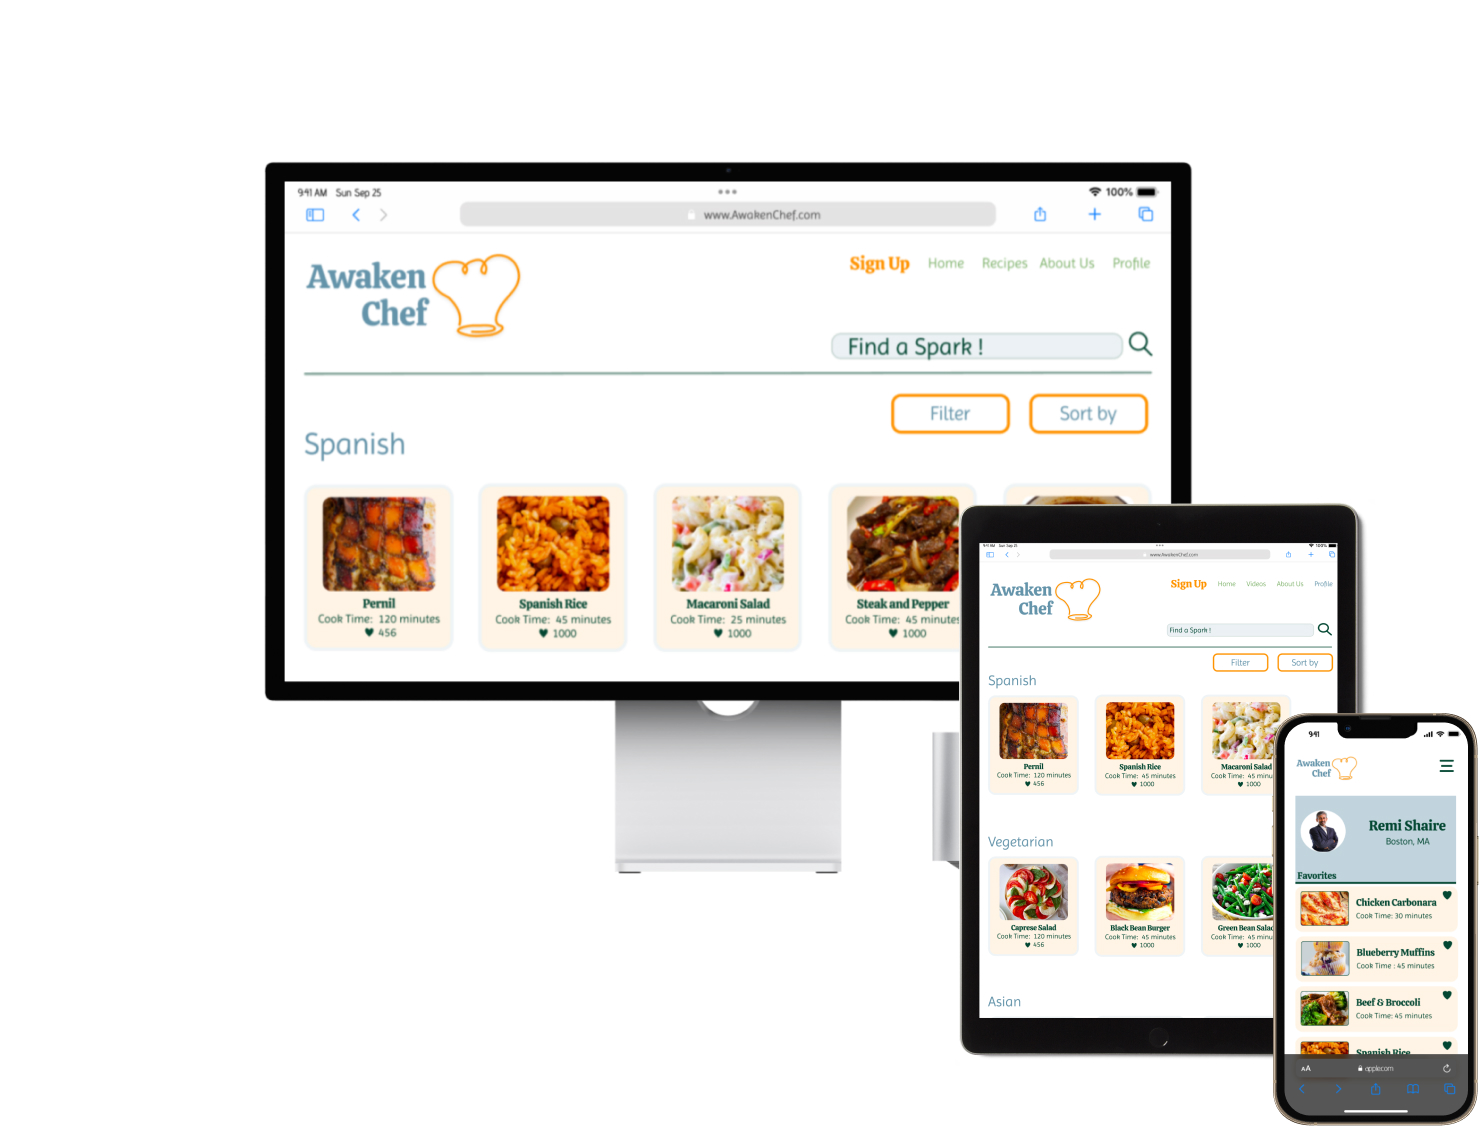 9:41 AM Sun Sep 25
100%
www.AwakenChef.com
Awaken
Chef
Sign Up Home Recipes About Us Profile
Find a Spark !
Filter Sort by
Spanish
Pernil
Cook Time: 120 minutes
456
Spanish Rice
Cook Time: 45 minutes
1000
Macaroni Salad
Cook Time: 25 minutes
1000
Steak and Pepper
Cook Time: 45 minutes
1000
9:41 AM Sun Sep 25
100%
www.AwakenChef.com
Awaken
Chef
Sign Up Home Videos About Us Profile
Find a Spark !
Filter Sort by
Spanish
Pernil
Cook Time: 120 minutes
456
Spanish Rice
Cook Time: 45 minutes
1000
Macaroni Salad
Cook Time: 45 minu
1000
Vegetarian
Caprese Salad
Cook Time: 120 minutes
456
Black Bean Burger
Cook Time: 45 minutes
1000
Green Bean Salad
Cook Time: 45 minu
1000
Asian
9:41
Awaken
Chef
Remi Shaire
Boston, MA
Favorites
Chicken Carbonara
Cook Time: 30 minutes
Blueberry Muffins
Cook Time : 45 minutes
Beef & Broccoli
Cook Time: 45 minutes
Spanish Rice
AA apple.com